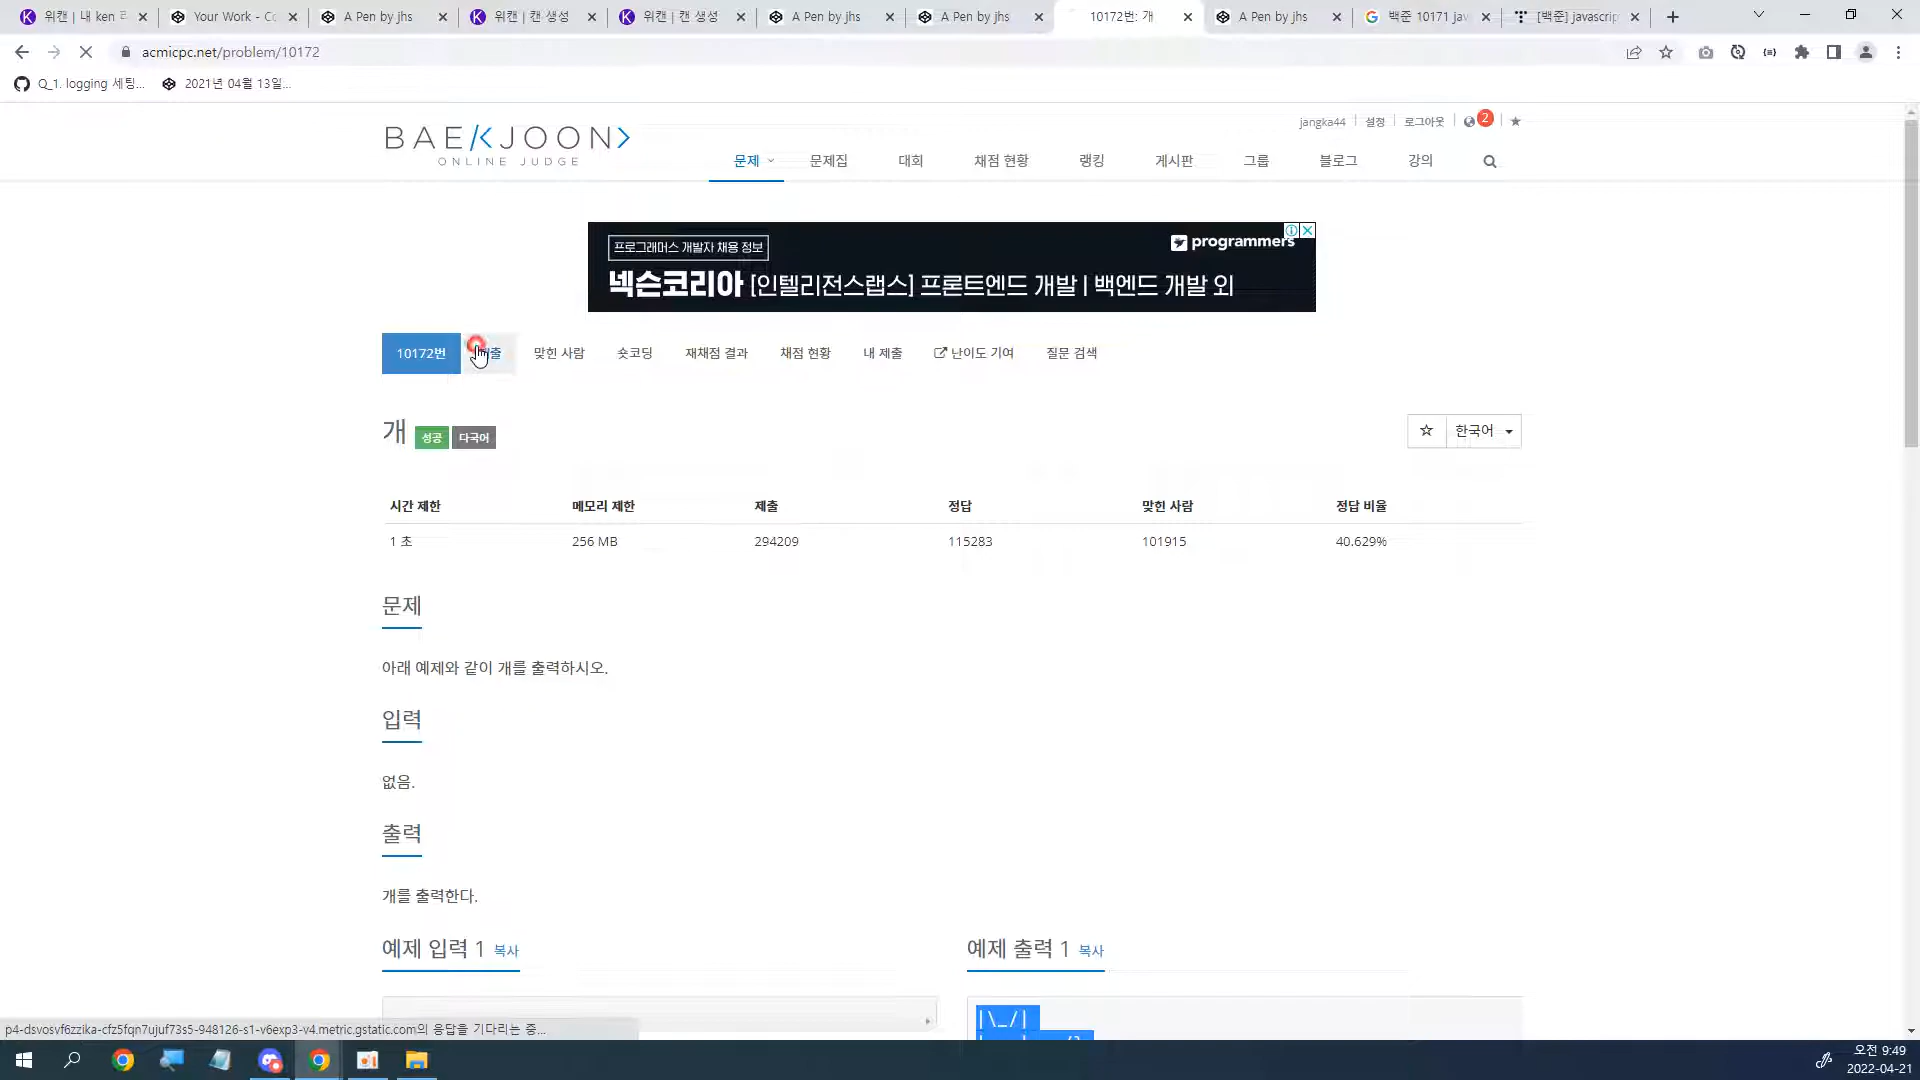 위캔 | 내 ken 리
Your Work - Co
A Pen by jhs
위캔 | 캔 생성
위캔 | 캔 생성
A Pen by jhs
A Pen by jhs
10172번: 개
A Pen by jhs
백준 10171 jav
[백준] javascrip
acmicpc.net/problem/10172
Q_1. logging 세팅...
2021년 04월 13일...
jangka44
설정
로그아웃
2
BAE/<JOON>
ONLINE JUDGE
문제
문제집
대회
채점 현황
랭킹
게시판
그룹
블로그
강의
프로그래머스 개발자 채용 정보
programmers
넥슨코리아 [인텔리전스랩스] 프론트엔드 개발 | 백엔드 개발 외
10172번
맞힌 사람
숏코딩
재채점 결과
채점 현황
내 제출
난이도 기여
질문 검색
개
성공
다국어
한국어
시간 제한
메모리 제한
제출
정답
맞힌 사람
정답 비율
1 초
256 MB
294209
115283
101915
40.629%
문제
아래 예제와 같이 개를 출력하시오.
입력
없음.
출력
개를 출력한다.
예제 입력 1 복사
예제 출력 1 복사
|\_/|
p4-dsvosvf6zzika-cfz5fqn7ujuf73s5-948126-s1-v6exp3-v4.metric.gstatic.com의 응답을 기다리는 중...
오전 9:49
2022-04-21